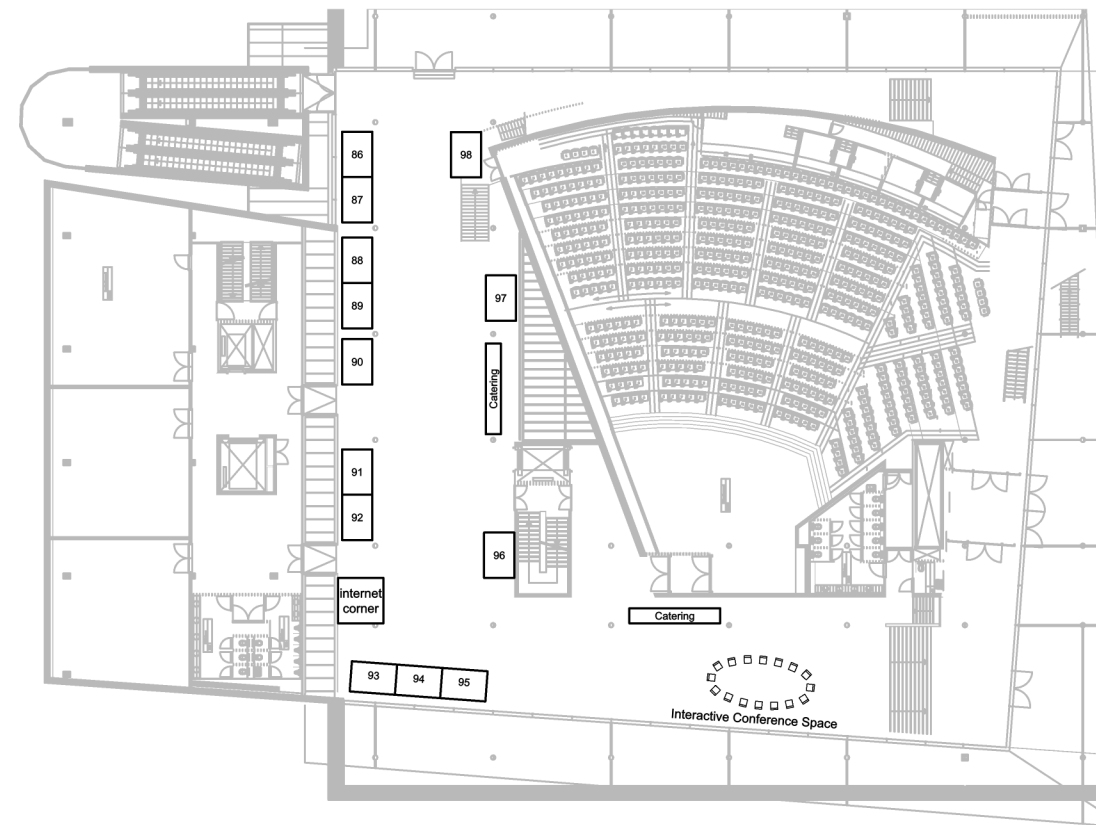 86
98
87
88
97
89
90
Catering
91
92
96
internet
corner
Catering
93
94
95
Interactive Conference Space